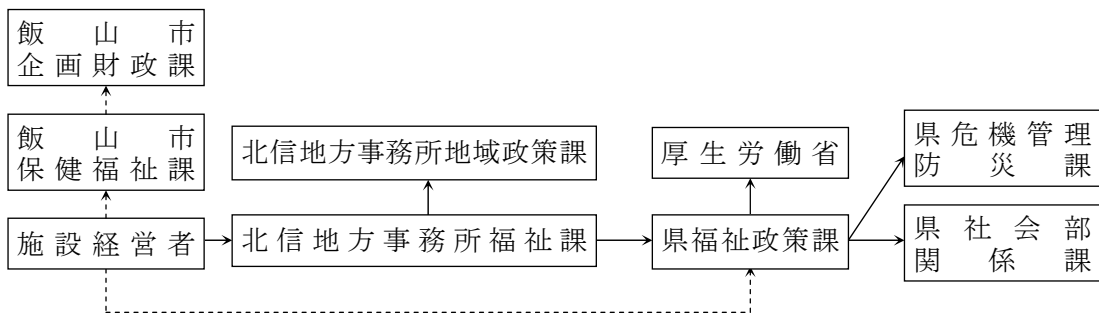 飯山市
企画財政課
飯山市
保健福祉課
北信地方事務所地域政策課
厚生労働省
県危機管理
防災課
施設経営者
北信地方事務所福祉課
県福祉政策課
県社会部
関係課